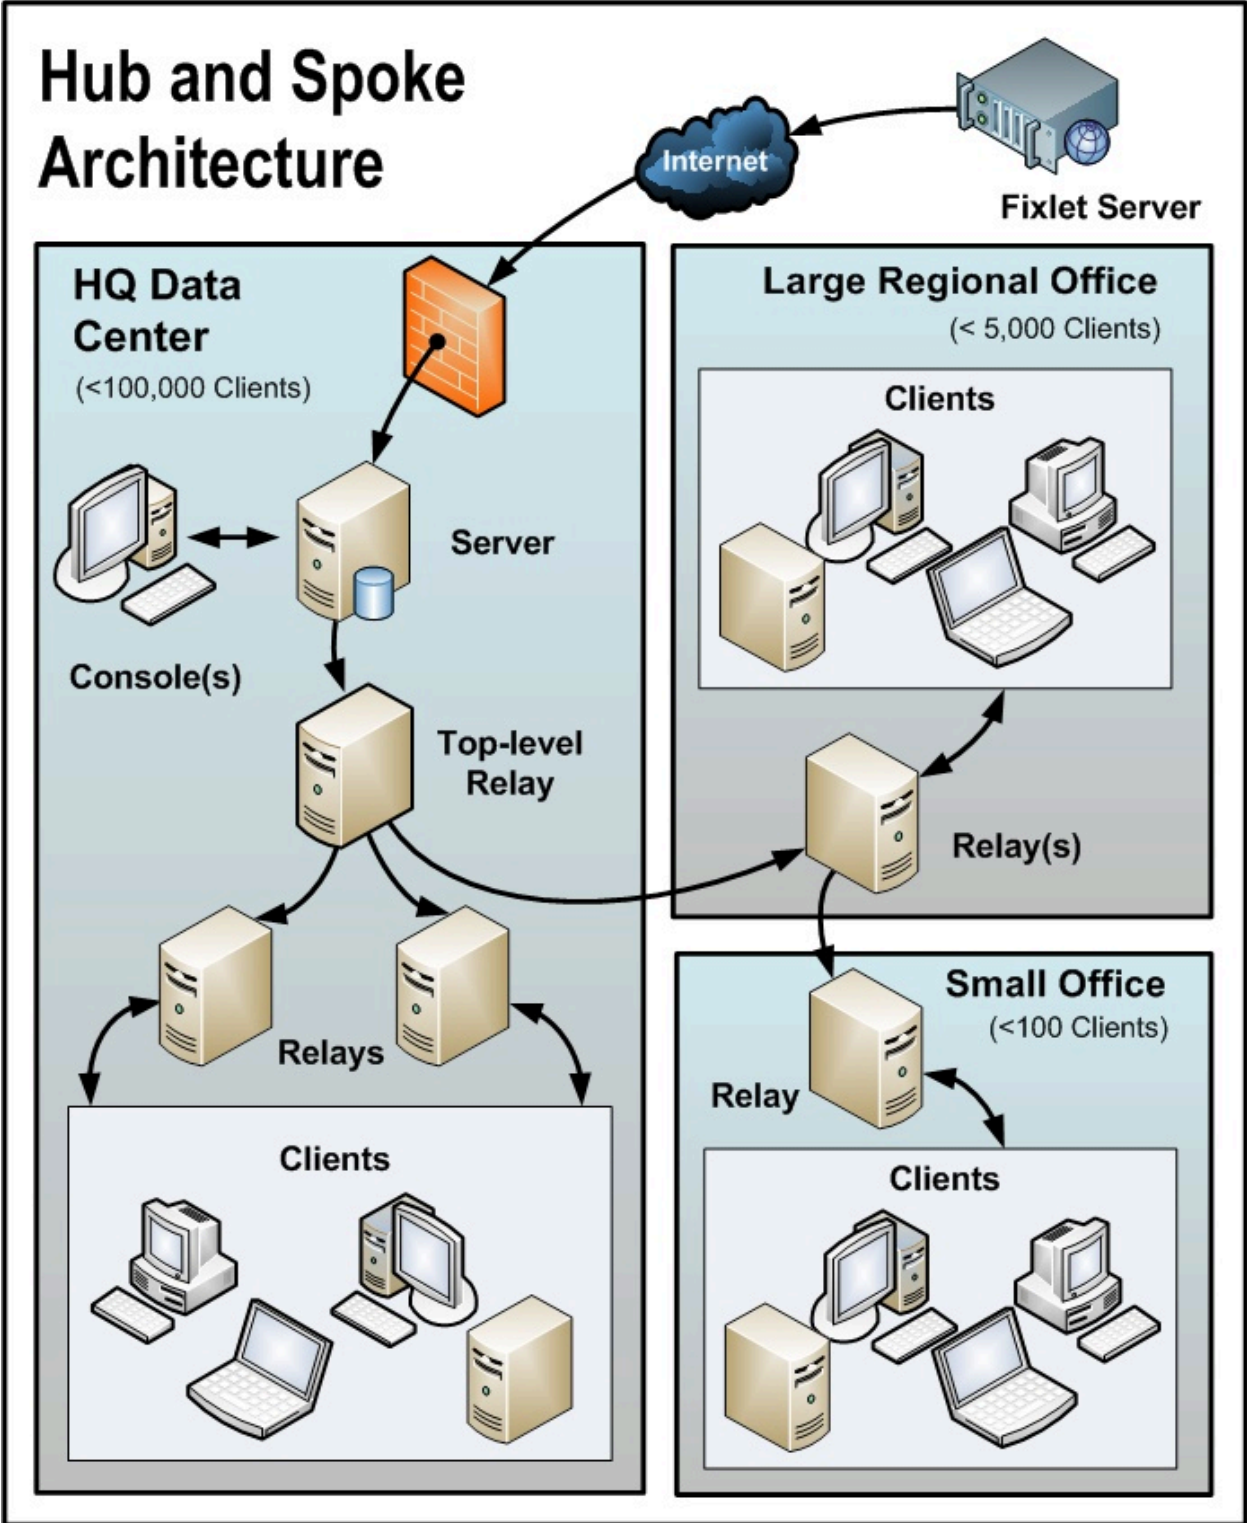 Hub and Spoke
Architecture
Internet
Fixlet Server
HQ Data
Center
(<100,000 Clients)
Server
Console(s)
Top-level
Relay
Relays
Clients
Large Regional Office
(< 5,000 Clients)
Clients
Relay(s)
Small Office
(<100 Clients)
Relay
Clients